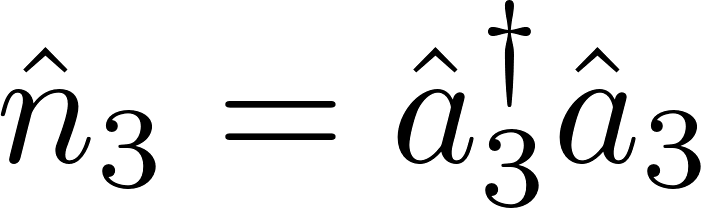 n̂₃ = â₃†â₃